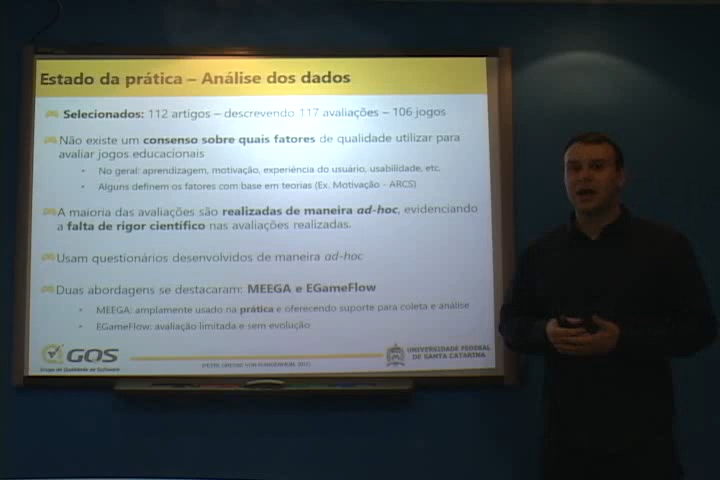 Estado da prática – Análise dos dados
Selecionados: 112 artigos – descrevendo 117 avaliações – 106 jogos
Não existe um consenso sobre quais fatores de qualidade utilizar para
avaliar jogos educacionais
No geral: aprendizagem, motivação, experiência do usuário, usabilidade, etc.
Alguns definem os fatores com base em teorias (Ex. Motivação - ARCS)
A maioria das avaliações são realizadas de maneira ad-hoc, evidenciando
a falta de rigor científico nas avaliações realizadas.
Usam questionários desenvolvidos de maneira ad-hoc
Duas abordagens se destacaram: MEEGA e EGameFlow
MEEGA: amplamente usado na prática e oferecendo suporte para coleta e análise
EGameFlow: avaliação limitada e sem evolução
GQS
Grupo de Qualidade de Software
UNIVERSIDADE FEDERAL
DE SANTA CATARINA